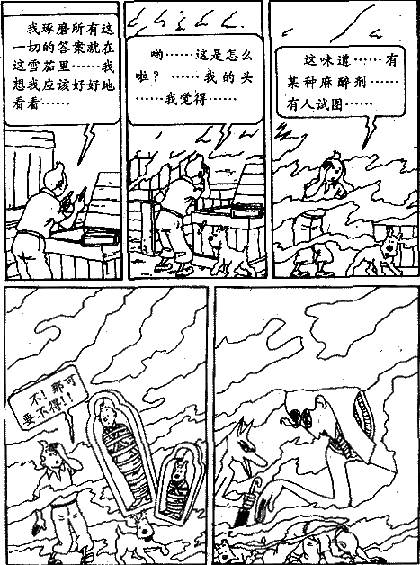 我琢磨所有这
一切的答案就在
这雪茄里……我
想我应该好好地
看看……
哟……这是怎么
啦？……我的头
……我觉得……
这味道……有
某种麻醉剂……
有人试图……
不！那可
要不得！！